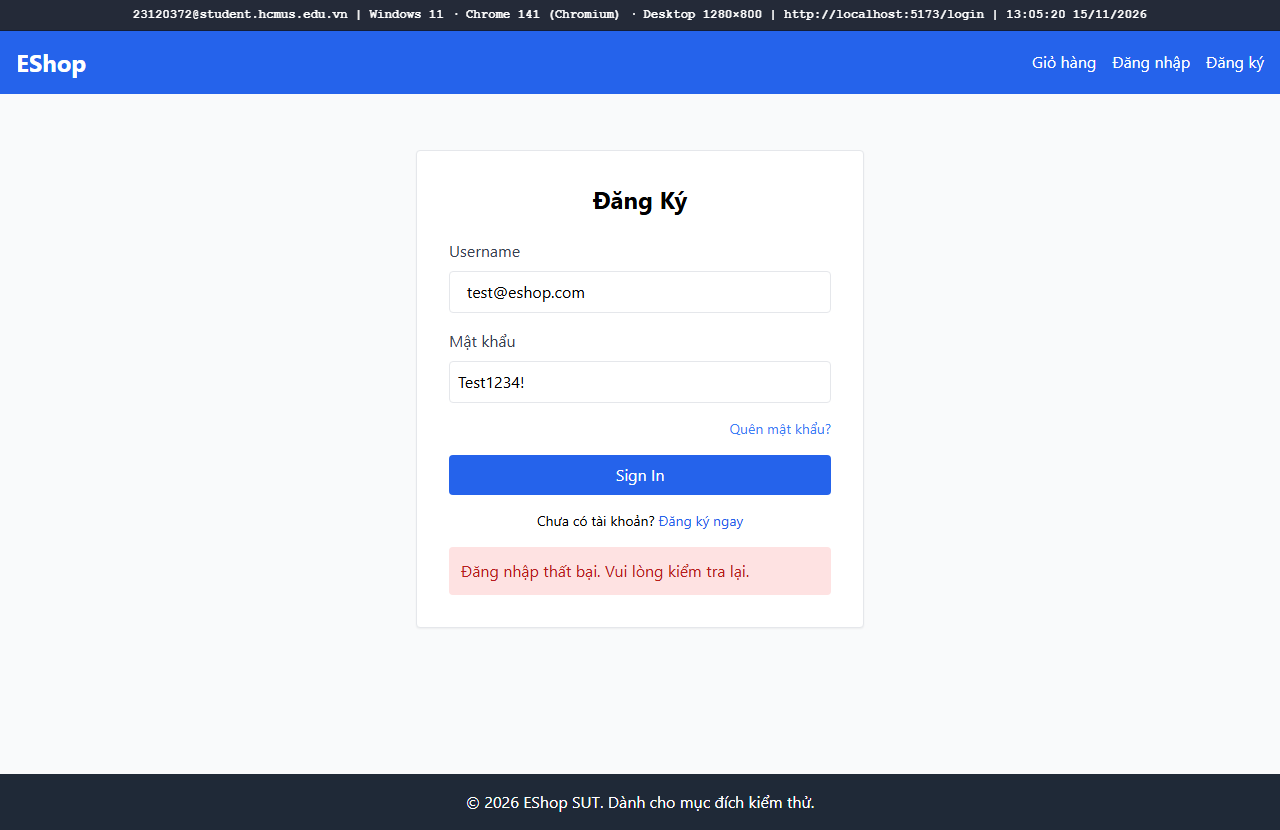 23120372@student.hcmus.edu.vn | Windows 11 · Chrome 141 (Chromium) · Desktop 1280×800 | http://localhost:5173/login | 13:05:20 15/11/2026
EShop Giỏ hàng Đăng nhập Đăng ký
Đăng Ký
Username
test@eshop.com
Mật khẩu
Test1234!
Quên mật khẩu?
Sign In
Chưa có tài khoản? Đăng ký ngay
Đăng nhập thất bại. Vui lòng kiểm tra lại.
© 2026 EShop SUT. Dành cho mục đích kiểm thử.